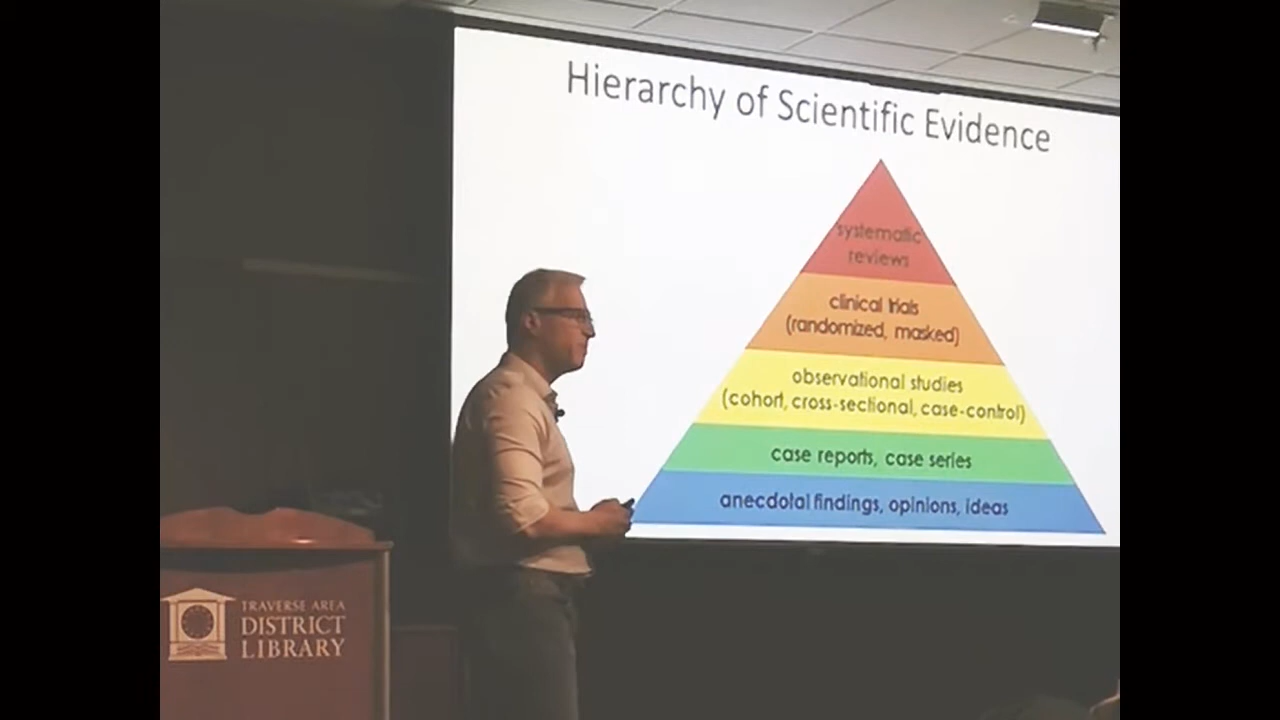 Hierarchy of Scientific Evidence
systematic
reviews
clinical trials
(randomized, masked)
observational studies
(cohort, cross-sectional, case-control)
case reports, case series
anecdotal findings, opinions, ideas
TRAVERSE AREA
DISTRICT
LIBRARY